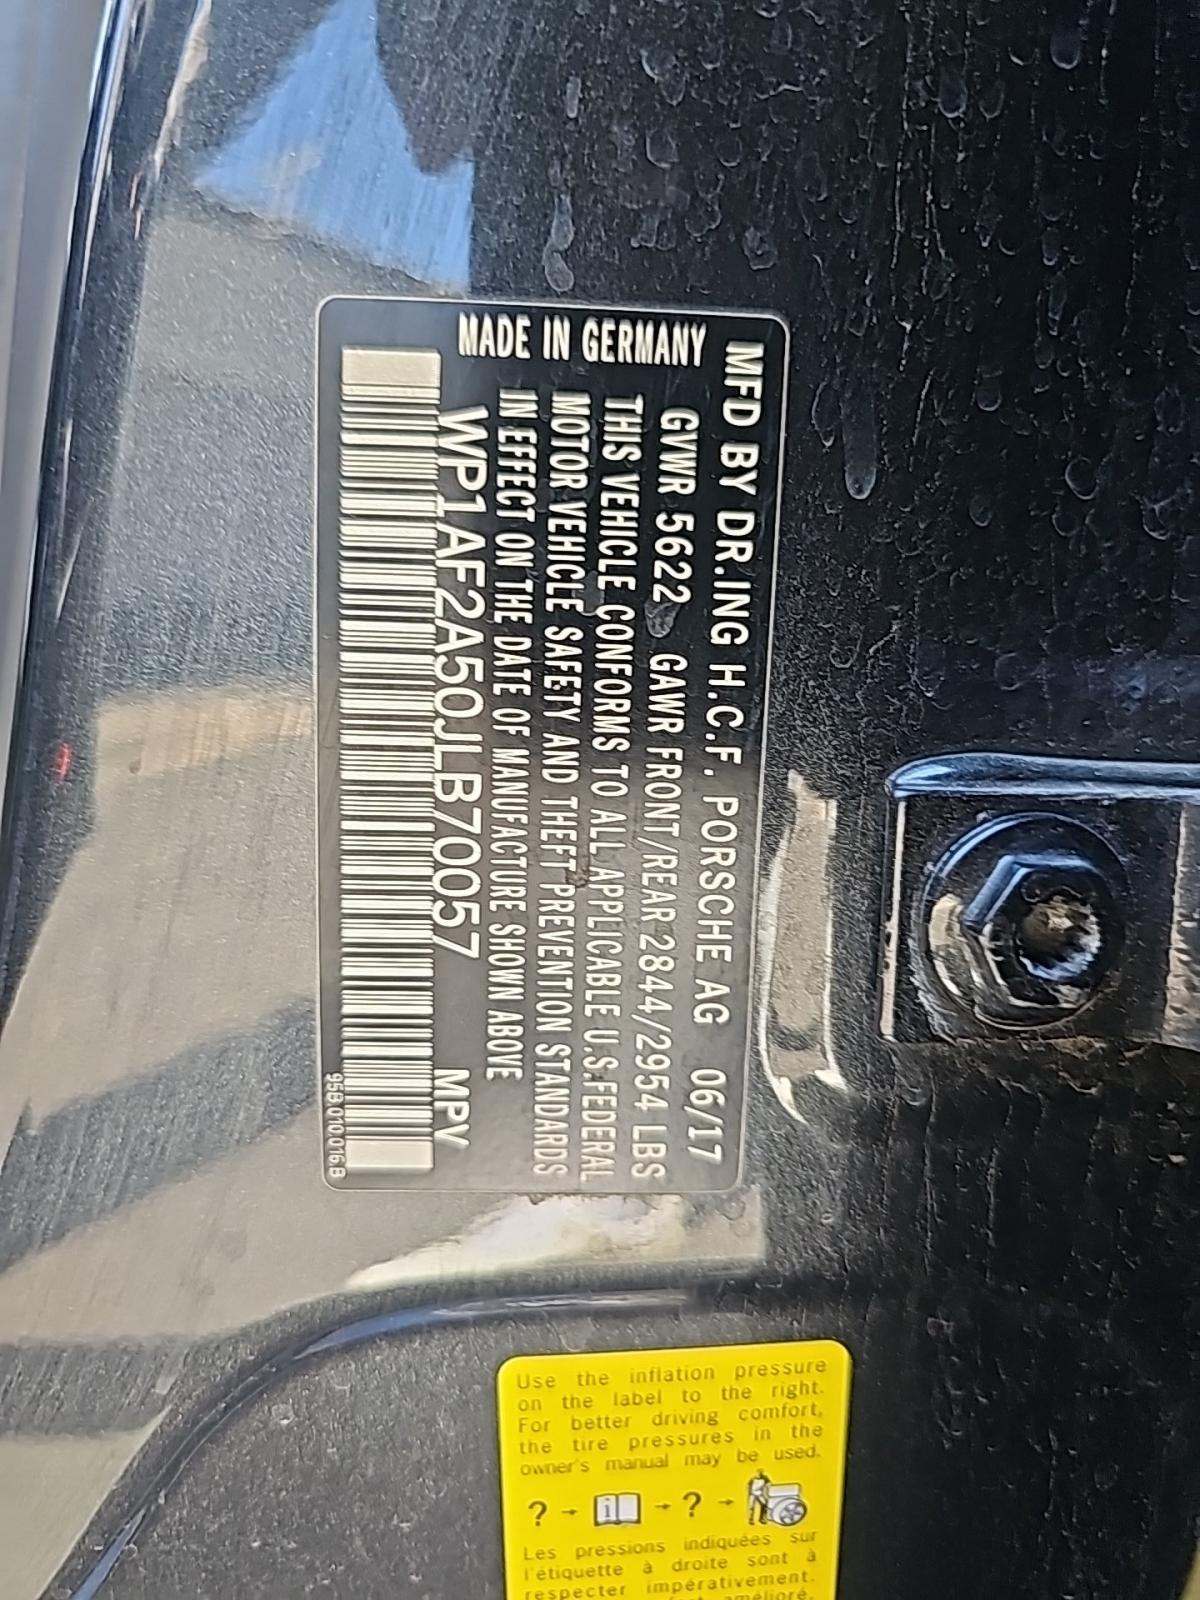 MFD BY DR.ING H.C.F. PORSCHE AG 06/17
GVWR 5622 GAWR FRONT/REAR 2844/2954 LBS
THIS VEHICLE CONFORMS TO ALL APPLICABLE U.S.FEDERAL
MOTOR VEHICLE SAFETY AND THEFT PREVENTION STANDARDS
IN EFFECT ON THE DATE OF MANUFACTURE SHOWN ABOVE
MADE IN GERMANY
WP1AF2A50JLB70057 MPV
95B 010 016 B
Use the inflation pressure
on the label to the right.
For better driving comfort,
the tire pressures in the
owner's manual may be used.
? i ?
Les pressions indiquées sur
l'étiquette à droite sont à
respecter impérativement.
amélioré,